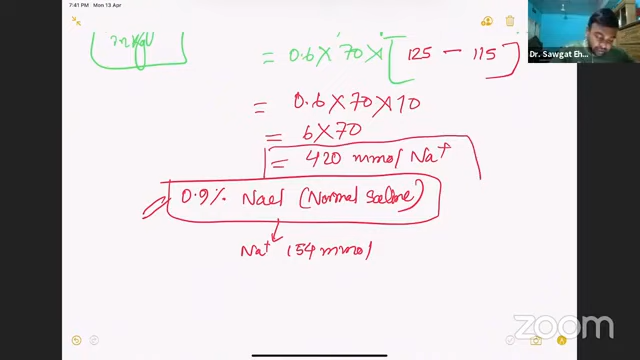 7:41 PM Mon 13 Apr
Dr. Sawgat Eh...
= 0.6 × 70 × [125 - 115]
= 0.6 × 70 × 10
= 6 × 70
= 420 mmol Na+
0.9% Nacl (Normal Saline)
Na+ 154 mmol
zoom